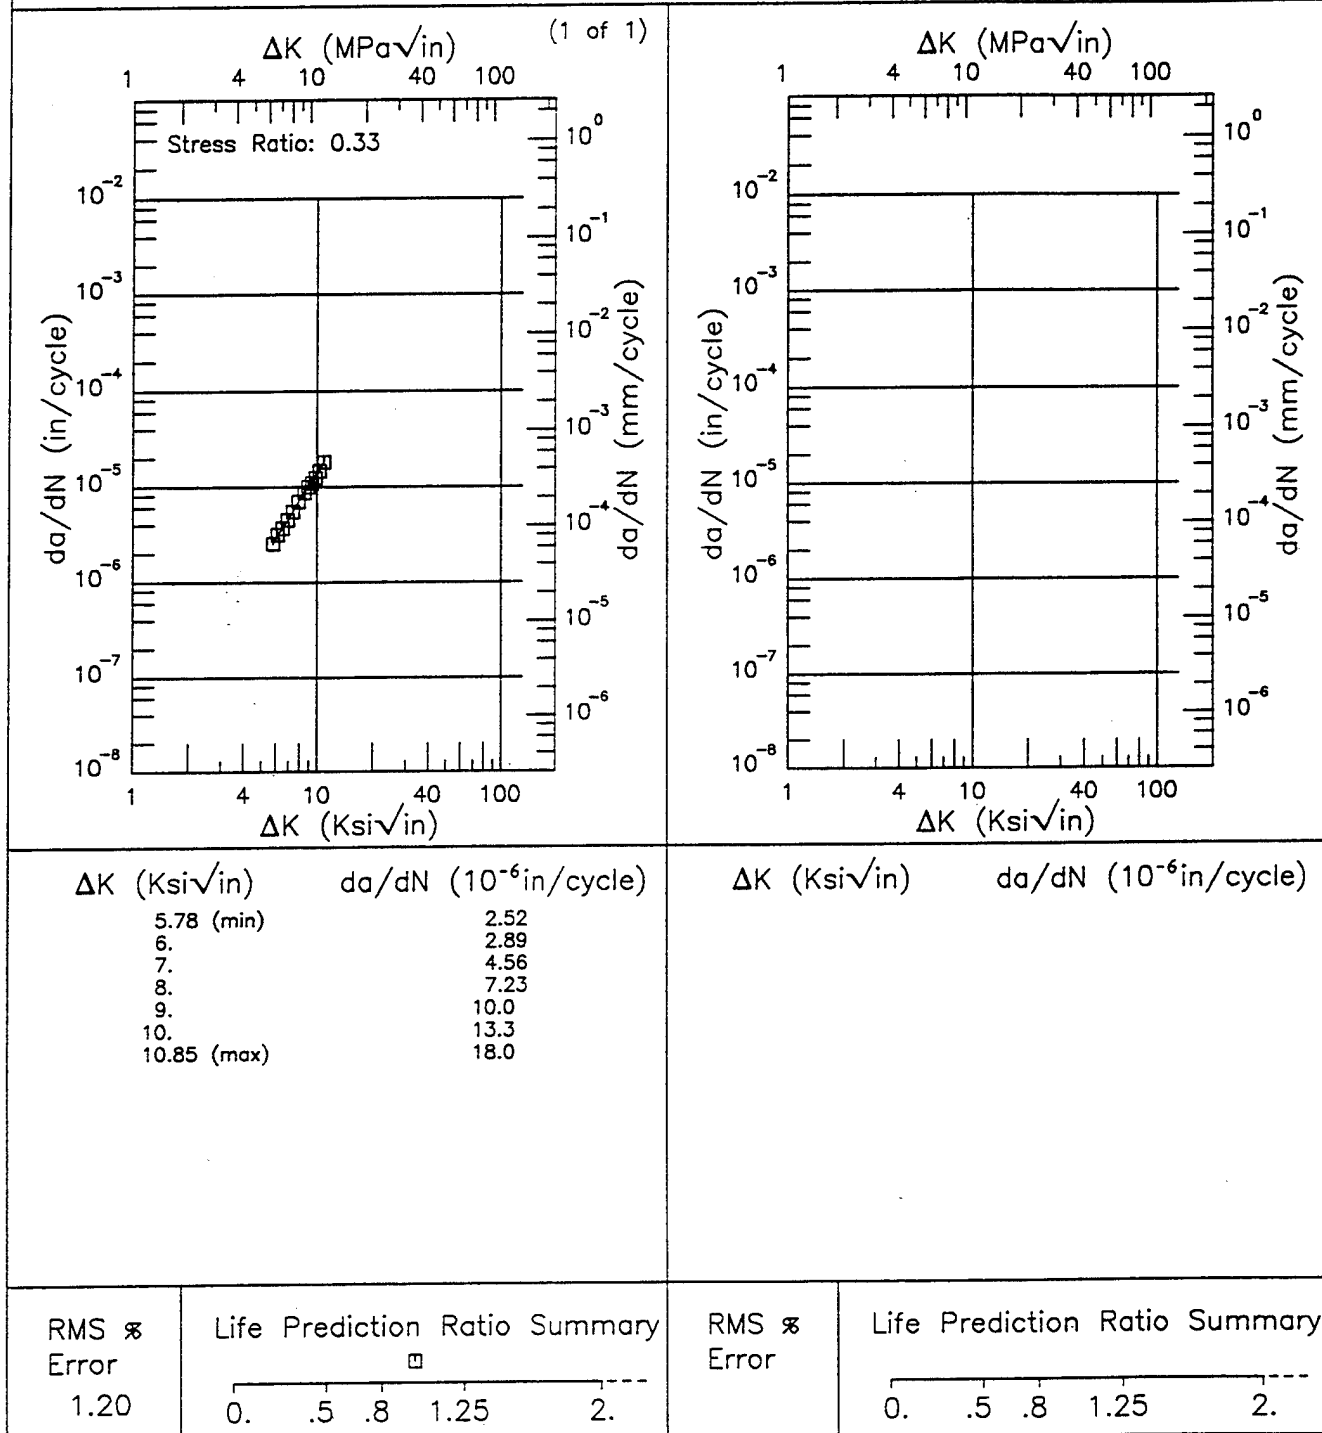 (1 of 1)
ΔK (MPa√in)
1 4 10 40 100
Stress Ratio: 0.33
10⁰
10⁻²
10⁻¹
10⁻³
10⁻²
10⁻⁴
10⁻³
10⁻⁵
10⁻⁴
10⁻⁶
10⁻⁵
10⁻⁷
10⁻⁶
10⁻⁸
da/dN (in/cycle)
da/dN (mm/cycle)
1 4 10 40 100
ΔK (Ksi√in)
ΔK (MPa√in)
1 4 10 40 100
10⁰
10⁻²
10⁻¹
10⁻³
10⁻²
10⁻⁴
10⁻³
10⁻⁵
10⁻⁴
10⁻⁶
10⁻⁵
10⁻⁷
10⁻⁶
10⁻⁸
da/dN (in/cycle)
da/dN (mm/cycle)
1 4 10 40 100
ΔK (Ksi√in)
ΔK (Ksi√in) da/dN (10⁻⁶in/cycle)
5.78 (min) 2.52
6. 2.89
7. 4.56
8. 7.23
9. 10.0
10. 13.3
10.85 (max) 18.0
ΔK (Ksi√in) da/dN (10⁻⁶in/cycle)
RMS %
Error
1.20
Life Prediction Ratio Summary
0. .5 .8 1.25 2.
RMS %
Error
Life Prediction Ratio Summary
0. .5 .8 1.25 2.